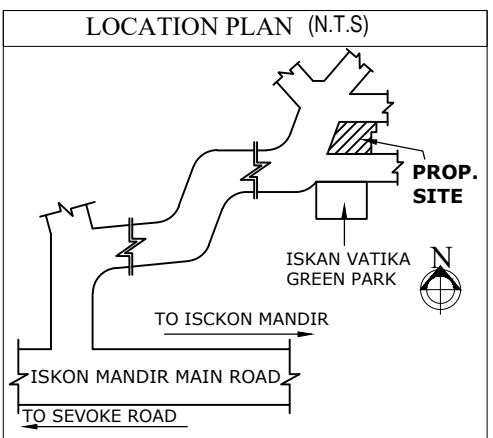 LOCATION PLAN (N.T.S)
PROP.
SITE
ISKAN VATIKA
GREEN PARK
N
TO ISCKON MANDIR
ISKON MANDIR MAIN ROAD
TO SEVOKE ROAD